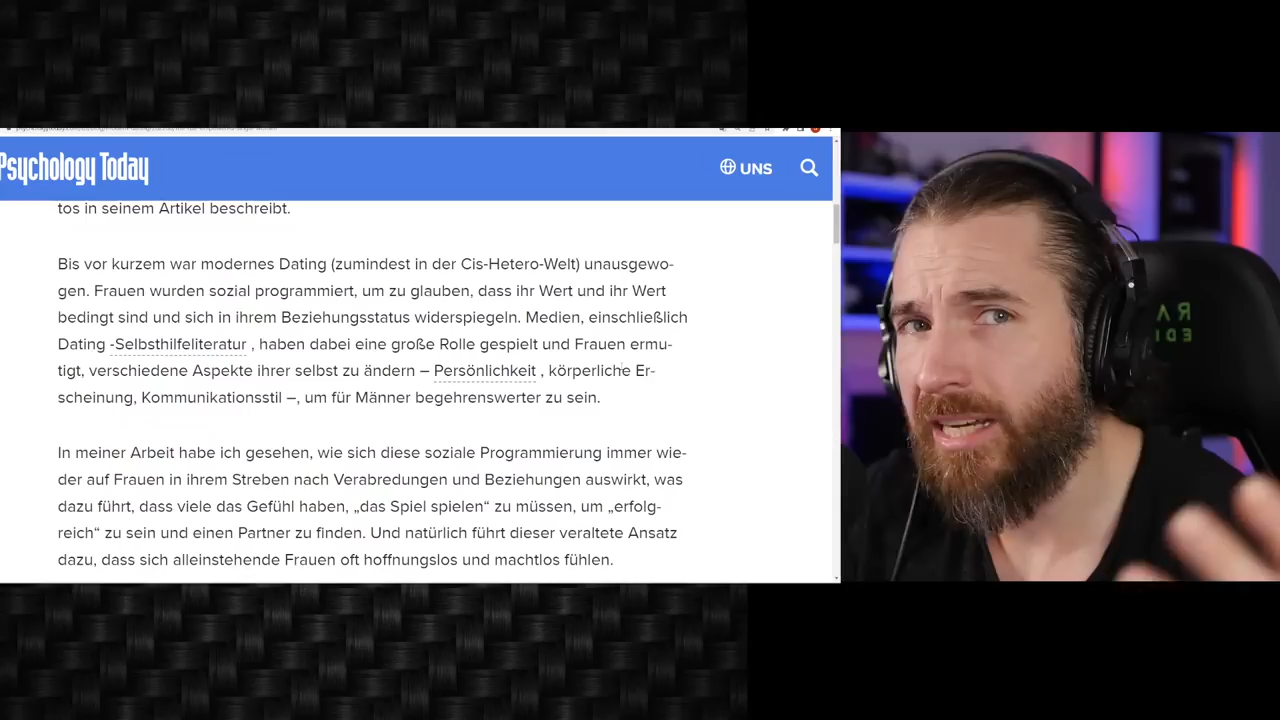 Psychology Today
UNS
tos in seinem Artikel beschreibt.
Bis vor kurzem war modernes Dating (zumindest in der Cis-Hetero-Welt) unausgewo-
gen. Frauen wurden sozial programmiert, um zu glauben, dass ihr Wert und ihr Wert
bedingt sind und sich in ihrem Beziehungsstatus widerspiegeln. Medien, einschließlich
Dating -Selbsthilfeliteratur , haben dabei eine große Rolle gespielt und Frauen ermu-
tigt, verschiedene Aspekte ihrer selbst zu ändern – Persönlichkeit , körperliche Er-
scheinung, Kommunikationsstil –, um für Männer begehrenswerter zu sein.
In meiner Arbeit habe ich gesehen, wie sich diese soziale Programmierung immer wie-
der auf Frauen in ihrem Streben nach Verabredungen und Beziehungen auswirkt, was
dazu führt, dass viele das Gefühl haben, „das Spiel spielen“ zu müssen, um „erfolg-
reich“ zu sein und einen Partner zu finden. Und natürlich führt dieser veraltete Ansatz
dazu, dass sich alleinstehende Frauen oft hoffnungslos und machtlos fühlen.